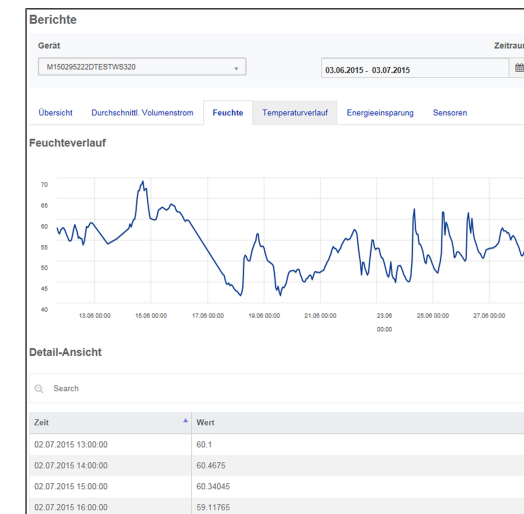 Berichte
Gerät
Zeitraum
M150295222DTESTWS320
03.06.2015 - 03.07.2015
Übersicht Durchschnittl. Volumenstrom Feuchte Temperaturverlauf Energieeinsparung Sensoren
Feuchteverlauf
70
65
60
55
50
45
40
13.06 00:00 15.06 00:00 17.06 00:00 19.06 00:00 21.06 00:00 23.06 00:00 25.06 00:00 27.06 00:00
Detail-Ansicht
Search
Zeit Wert
02.07.2015 13:00:00 60.1
02.07.2015 14:00:00 60.4675
02.07.2015 15:00:00 60.34045
02.07.2015 16:00:00 59.11765